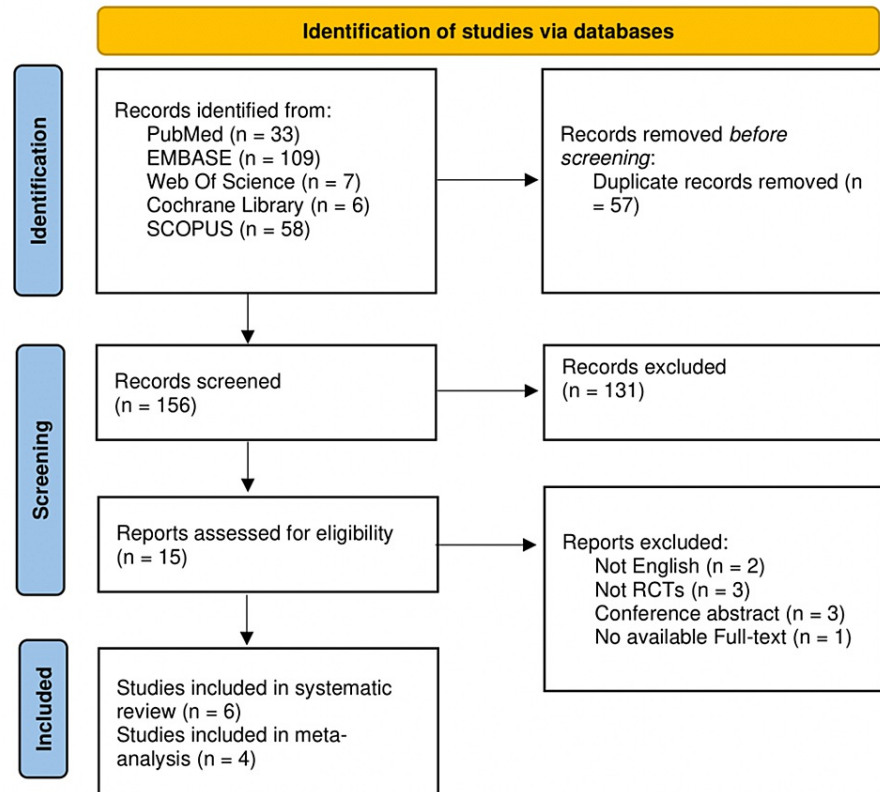 Identification of studies via databases
Identification
Records identified from:
PubMed (n = 33)
EMBASE (n = 109)
Web Of Science (n = 7)
Cochrane Library (n = 6)
SCOPUS (n = 58)
Records removed before
screening:
Duplicate records removed (n
= 57)
Screening
Records screened
(n = 156)
Records excluded
(n = 131)
Reports assessed for eligibility
(n = 15)
Reports excluded:
Not English (n = 2)
Not RCTs (n = 3)
Conference abstract (n = 3)
No available Full-text (n = 1)
Included
Studies included in systematic
review (n = 6)
Studies included in meta-
analysis (n = 4)